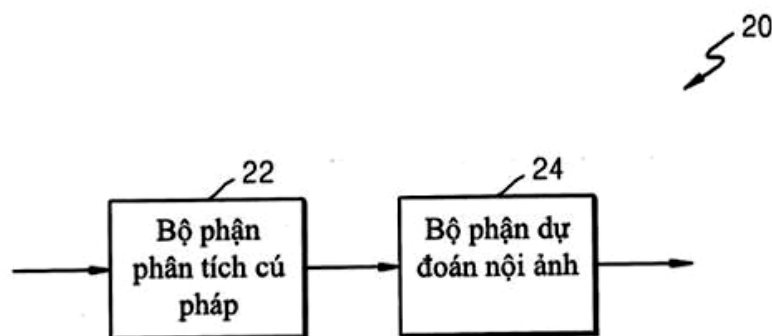 20
22
Bộ phận
phân tích cú
pháp
24
Bộ phận dự
đoán nội ảnh